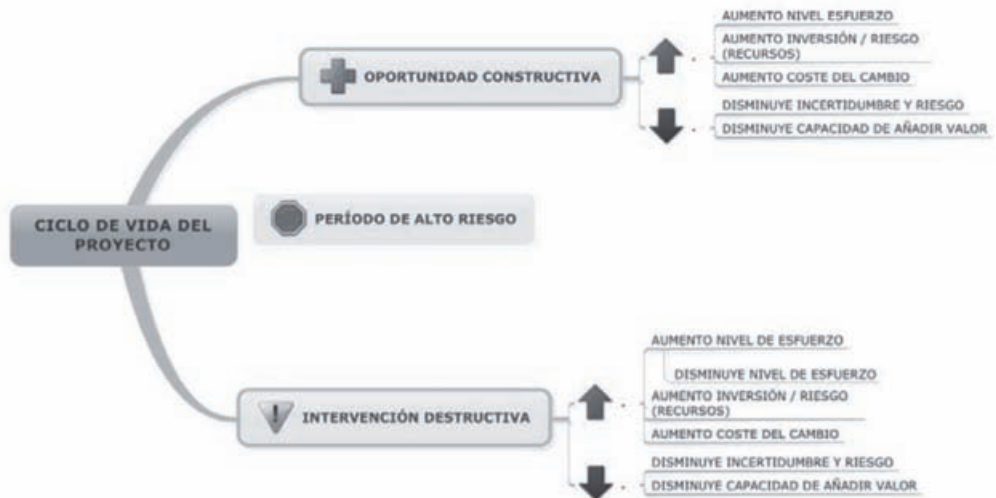 AUMENTO NIVEL ESFUERZO
AUMENTO INVERSIÓN / RIESGO
(RECURSOS)
AUMENTO COSTE DEL CAMBIO
OPORTUNIDAD CONSTRUCTIVA
DISMINUYE INCERTIDUMBRE Y RIESGO
DISMINUYE CAPACIDAD DE AÑADIR VALOR
CICLO DE VIDA DEL
PROYECTO
PERÍODO DE ALTO RIESGO
AUMENTO NIVEL DE ESFUERZO
DISMINUYE NIVEL DE ESFUERZO
AUMENTO INVERSIÓN / RIESGO
(RECURSOS)
AUMENTO COSTE DEL CAMBIO
INTERVENCIÓN DESTRUCTIVA
DISMINUYE INCERTIDUMBRE Y RIESGO
DISMINUYE CAPACIDAD DE AÑADIR VALOR